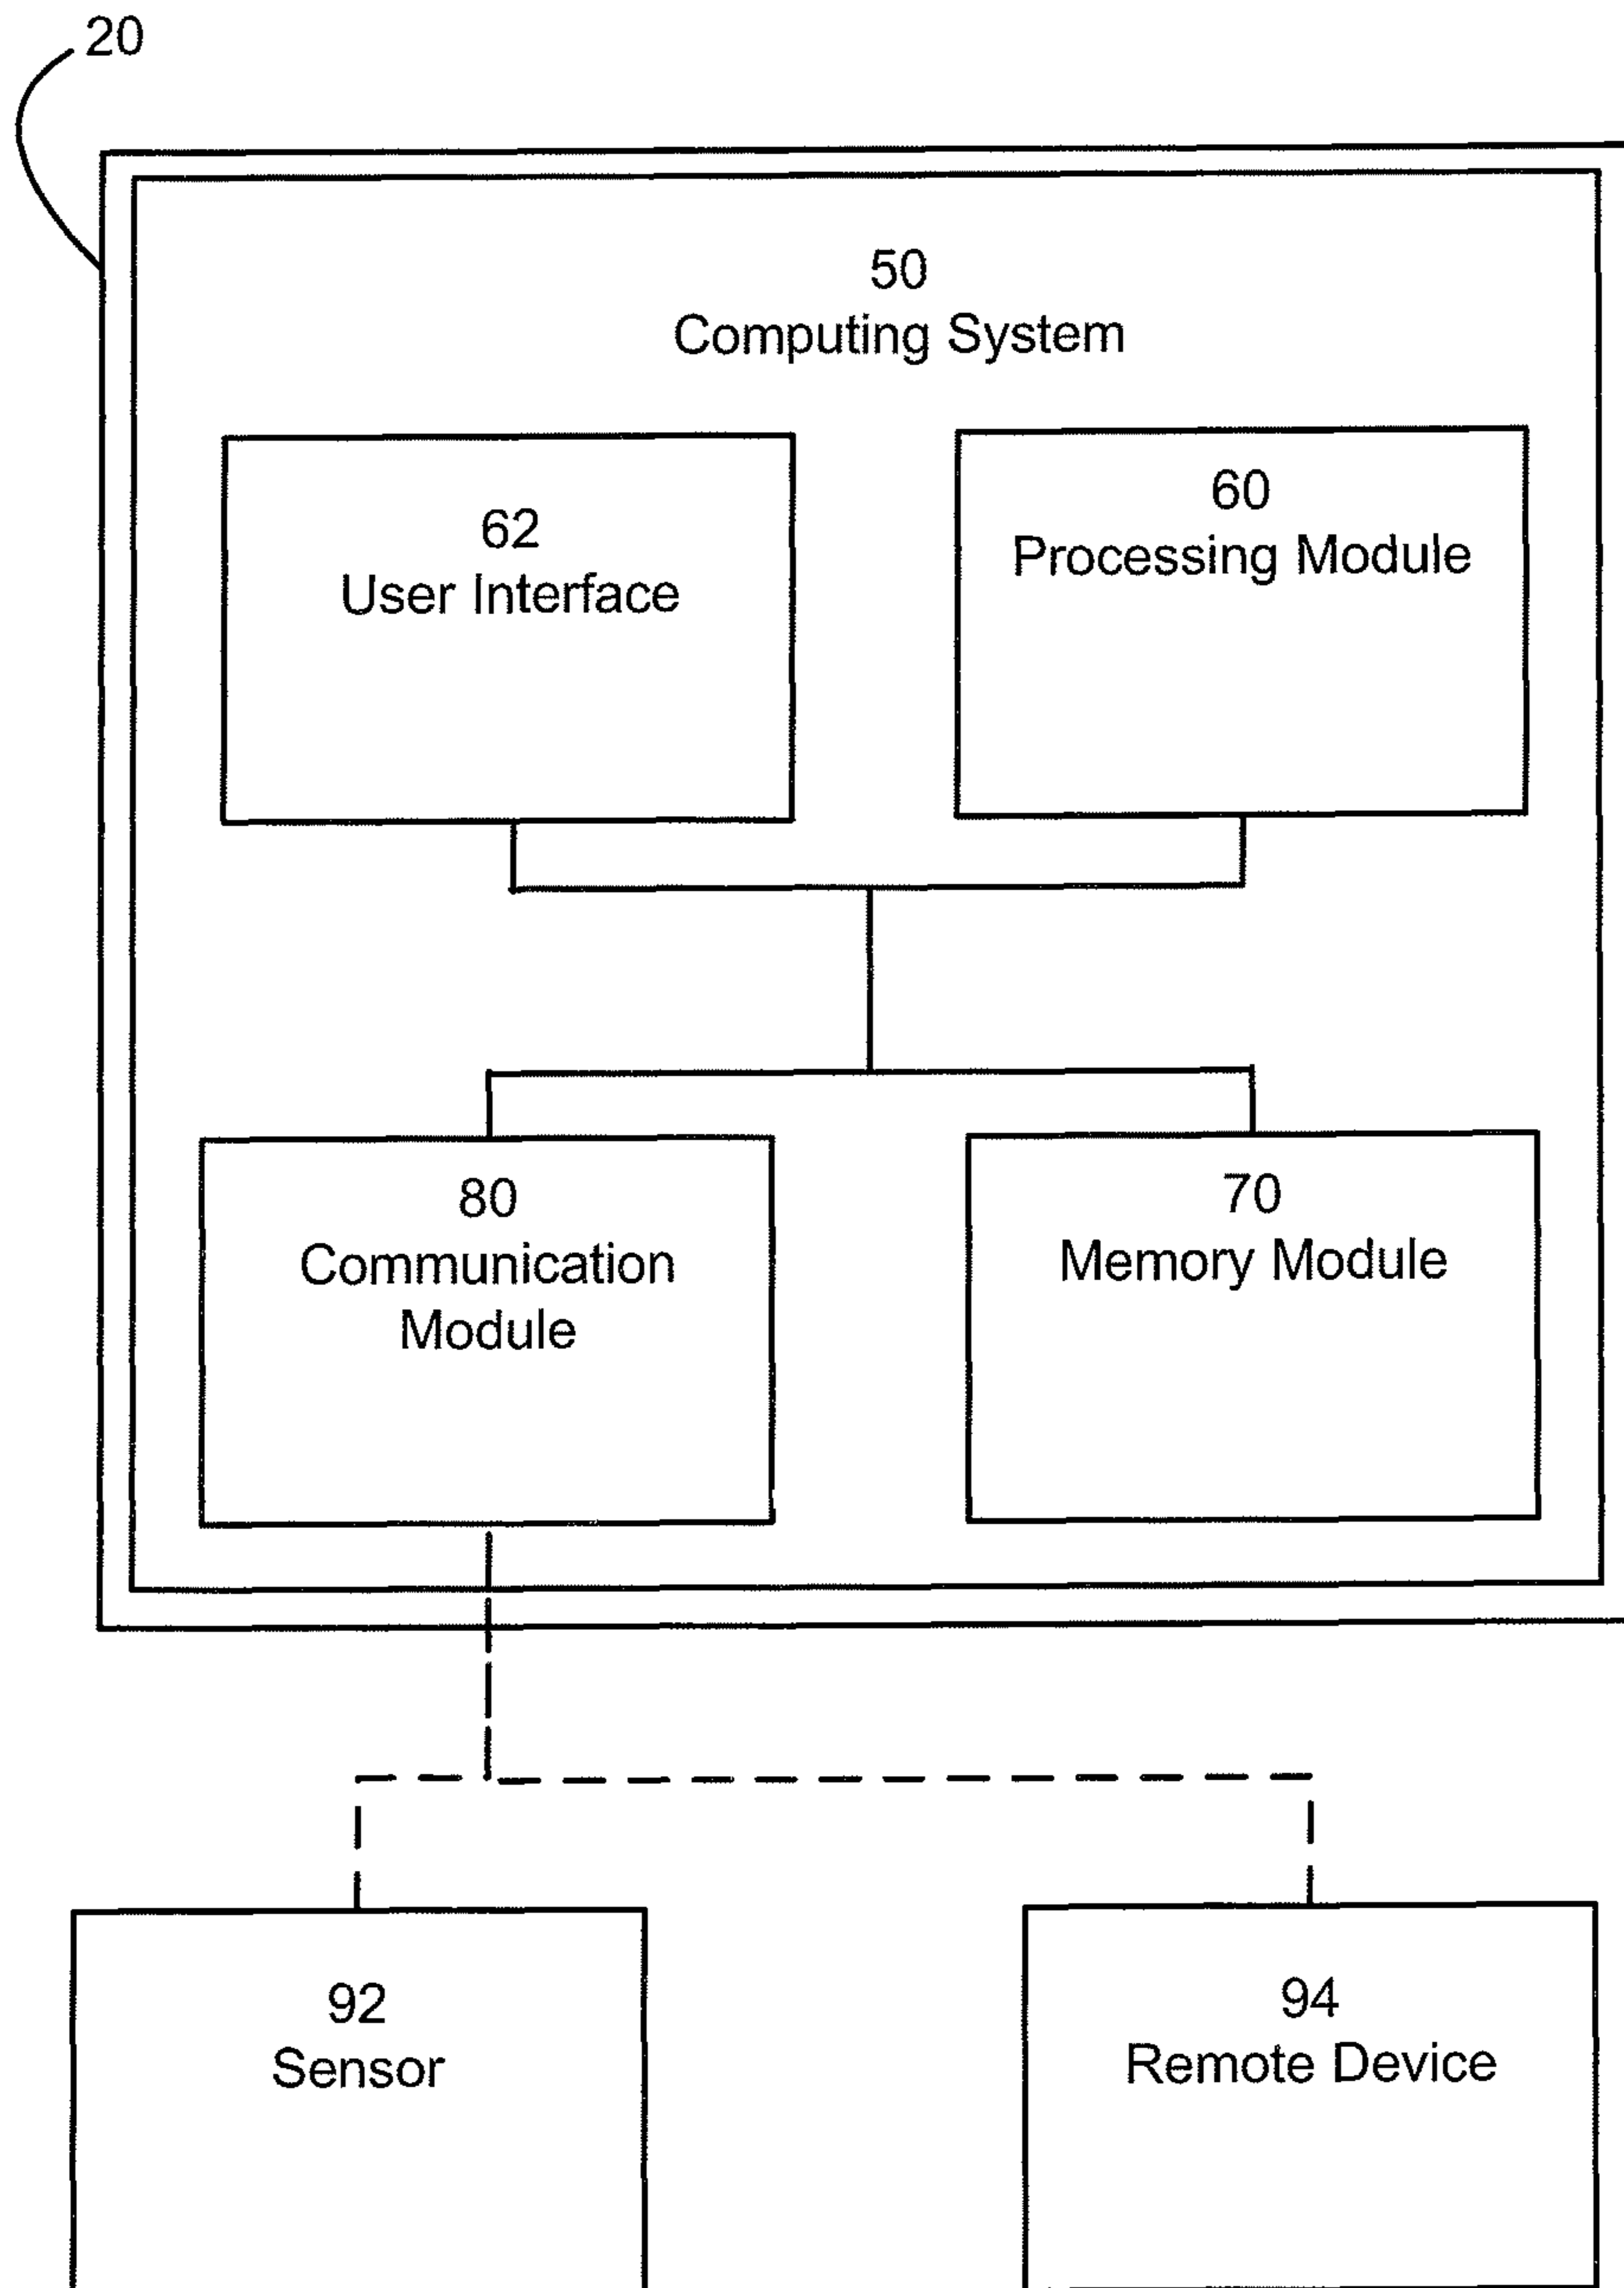 20
50
Computing System
62
User Interface
60
Processing Module
80
Communication
Module
70
Memory Module
92
Sensor
94
Remote Device